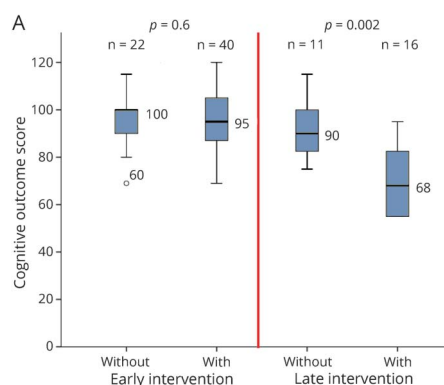 A
p = 0.6
p = 0.002
n = 22
n = 40
n = 11
n = 16
Cognitive outcome score
120
100
80
60
40
20
0
100
60
95
90
68
Without
With
Without
With
Early intervention
Late intervention